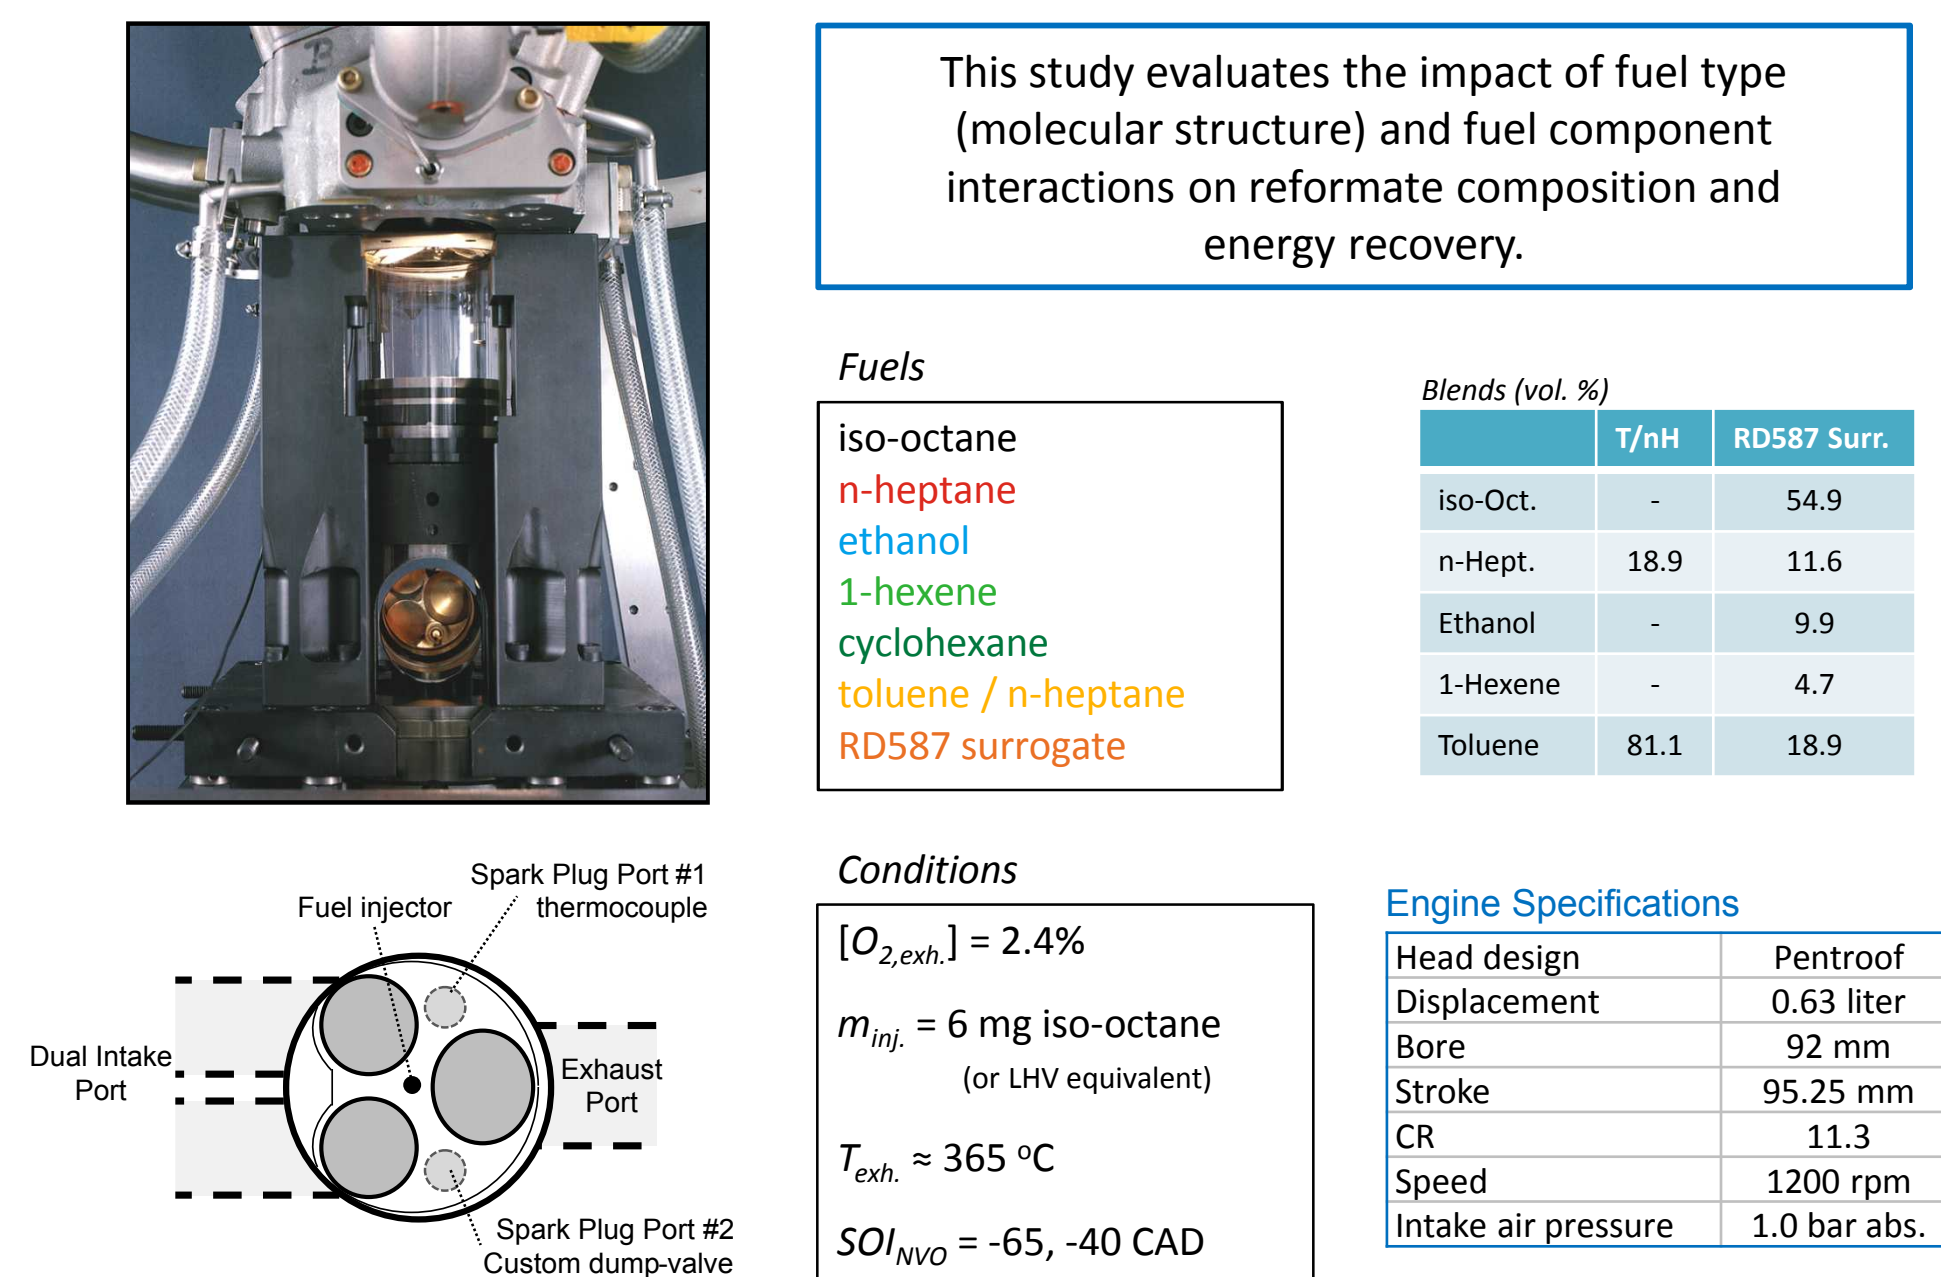 This study evaluates the impact of fuel type
(molecular structure) and fuel component
interactions on reformate composition and
energy recovery.
Fuels
iso-octane
n-heptane
ethanol
1-hexene
cyclohexane
toluene / n-heptane
RD587 surrogate
Blends (vol. %)
T/nH RD587 Surr.
iso-Oct. - 54.9
n-Hept. 18.9 11.6
Ethanol - 9.9
1-Hexene - 4.7
Toluene 81.1 18.9
Spark Plug Port #1
thermocouple
Fuel injector
Dual Intake
Port
Exhaust
Port
Spark Plug Port #2
Custom dump-valve
Conditions
[O2,exh.] = 2.4%
minj. = 6 mg iso-octane
(or LHV equivalent)
Texh. ≈ 365 °C
SOINVO = -65, -40 CAD
Engine Specifications
Head design Pentroof
Displacement 0.63 liter
Bore 92 mm
Stroke 95.25 mm
CR 11.3
Speed 1200 rpm
Intake air pressure 1.0 bar abs.